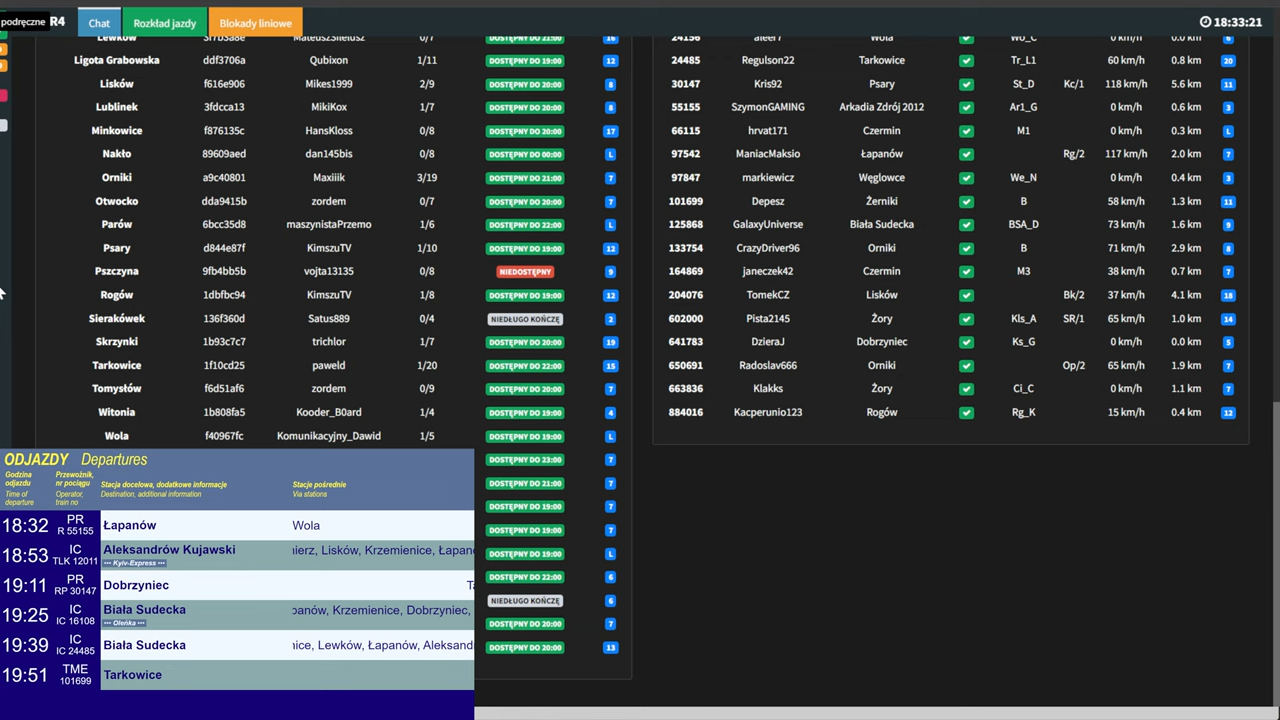 podręczne R4 Chat Rozkład jazdy Blokady liniowe 18:33:21
Lewków 3f7b3a8e Mateusz5helusz 0/7 DOSTĘPNY DO 21:00 16
Ligota Grabowska ddf3706a Qubixon 1/11 DOSTĘPNY DO 19:00 12
Lisków f616e906 Mikes1999 2/9 DOSTĘPNY DO 20:00 8
Lublinek 3fdcca13 MikiKox 1/7 DOSTĘPNY DO 20:00 8
Minkowice f876135c HansKloss 0/8 DOSTĘPNY DO 20:00 17
Nakło 89609aed dan145bis 0/8 DOSTĘPNY DO 00:00 L
Orniki a9c40801 Maxiiik 3/19 DOSTĘPNY DO 21:00 7
Otwocko dda9415b zordem 0/7 DOSTĘPNY DO 20:00 7
Parów 6bcc35d8 maszynistaPrzemo 1/6 DOSTĘPNY DO 22:00 L
Psary d844e87f KimszuTV 1/10 DOSTĘPNY DO 19:00 12
Pszczyna 9fb4bb5b vojta13135 0/8 NIEDOSTĘPNY 9
Rogów 1dbfbc94 KimszuTV 1/8 DOSTĘPNY DO 19:00 12
Sierakówek 136f360d Satus889 0/4 NIEDŁUGO KOŃCZĘ 2
Skrzynki 1b93c7c7 trichlor 1/7 DOSTĘPNY DO 20:00 19
Tarkowice 1f10cd25 paweld 1/20 DOSTĘPNY DO 22:00 15
Tomysłów f6d51af6 zordem 0/9 DOSTĘPNY DO 20:00 7
Witonia 1b808fa5 Kooder_B0ard 1/4 DOSTĘPNY DO 19:00 4
Wola f40967fc Komunikacyjny_Dawid 1/5 DOSTĘPNY DO 19:00 L
DOSTĘPNY DO 23:00 7
DOSTĘPNY DO 21:00 7
DOSTĘPNY DO 19:00 7
DOSTĘPNY DO 19:00 7
DOSTĘPNY DO 19:00 L
DOSTĘPNY DO 22:00 6
NIEDŁUGO KOŃCZĘ 6
DOSTĘPNY DO 20:00 7
DOSTĘPNY DO 20:00 13
24156 afeer7 Wola Wo_C 0 km/h 0.0 km 6
24485 Regulson22 Tarkowice Tr_L1 60 km/h 0.8 km 20
30147 Kris92 Psary St_D Kc/1 118 km/h 5.6 km 11
55155 SzymonGAMING Arkadia Zdrój 2012 Ar1_G 0 km/h 0.6 km 3
66115 hrvat171 Czermin M1 0 km/h 0.3 km L
97542 ManiacMaksio Łapanów Rg/2 117 km/h 2.0 km 7
97847 markiewicz Węglowce We_N 0 km/h 0.4 km 3
101699 Depesz Żerniki B 58 km/h 1.3 km 11
125868 GalaxyUniverse Biała Sudecka BSA_D 73 km/h 1.6 km 9
133754 CrazyDriver96 Orniki B 71 km/h 2.9 km 8
164869 janeczek42 Czermin M3 38 km/h 0.7 km 7
204076 TomekCZ Lisków Bk/2 37 km/h 4.1 km 18
602000 Pista2145 Żory Kls_A SR/1 65 km/h 1.0 km 14
641783 DzieraJ Dobrzyniec Ks_G 0 km/h 0.0 km 5
650691 Radoslav666 Orniki Op/2 65 km/h 1.9 km 7
663836 Klakks Żory Ci_C 0 km/h 1.1 km 7
884016 Kacperunio123 Rogów Rg_K 15 km/h 0.4 km 12
ODJAZDY Departures
Godzina odjazdu Przewoźnik, nr pociągu Stacja docelowa, dodatkowe informacje Stacje pośrednie
Time of departure Operator, train no Destination, additional information Via stations
18:32 PR R 55155 Łapanów Wola
18:53 IC TLK 12011 Aleksandrów Kujawski ierz, Lisków, Krzemienice, Łapan
••• Kyiv-Express •••
19:11 PR RP 30147 Dobrzyniec Ta
19:25 IC IC 16108 Biała Sudecka panów, Krzemienice, Dobrzyniec,
••• Oleńka •••
19:39 IC IC 24485 Biała Sudecka nice, Lewków, Łapanów, Aleksand
19:51 TME 101699 Tarkowice